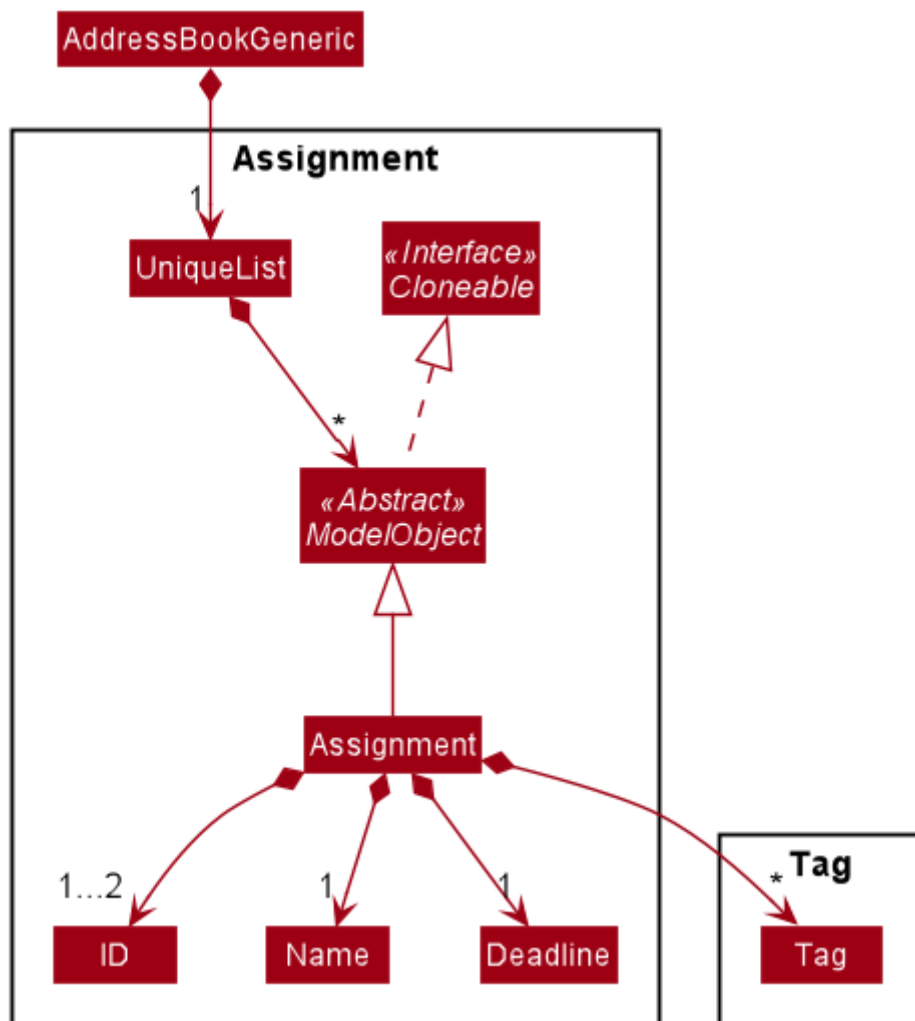 AddressBookGeneric
Assignment
1
UniqueList
«Interface»
Cloneable
*
«Abstract»
ModelObject
Assignment
1...2
1
1
*
Tag
ID
Name
Deadline
Tag